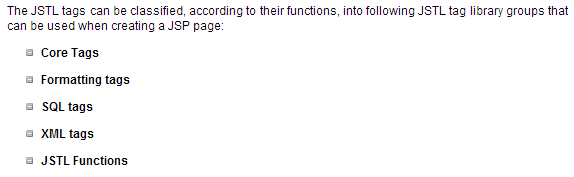 The JSTL tags can be classified, according to their functions, into following JSTL tag library groups that
can be used when creating a JSP page:
Core Tags
Formatting tags
SQL tags
XML tags
JSTL Functions